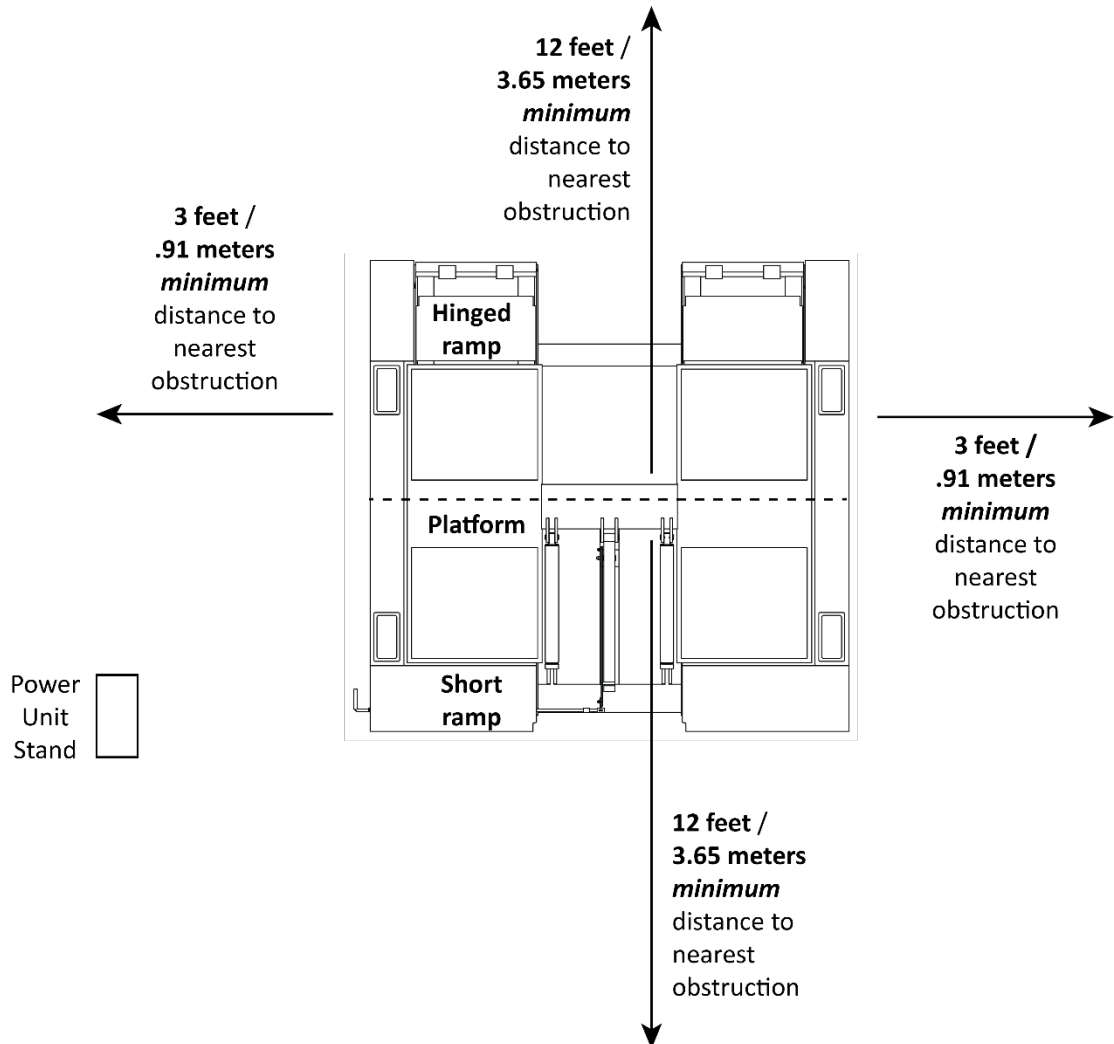 12 feet /
3.65 meters
minimum
distance to
nearest
obstruction
3 feet /
.91 meters
minimum
distance to
nearest
obstruction
Hinged
ramp
3 feet /
.91 meters
minimum
distance to
nearest
obstruction
Platform
Short
ramp
Power
Unit
Stand
12 feet /
3.65 meters
minimum
distance to
nearest
obstruction